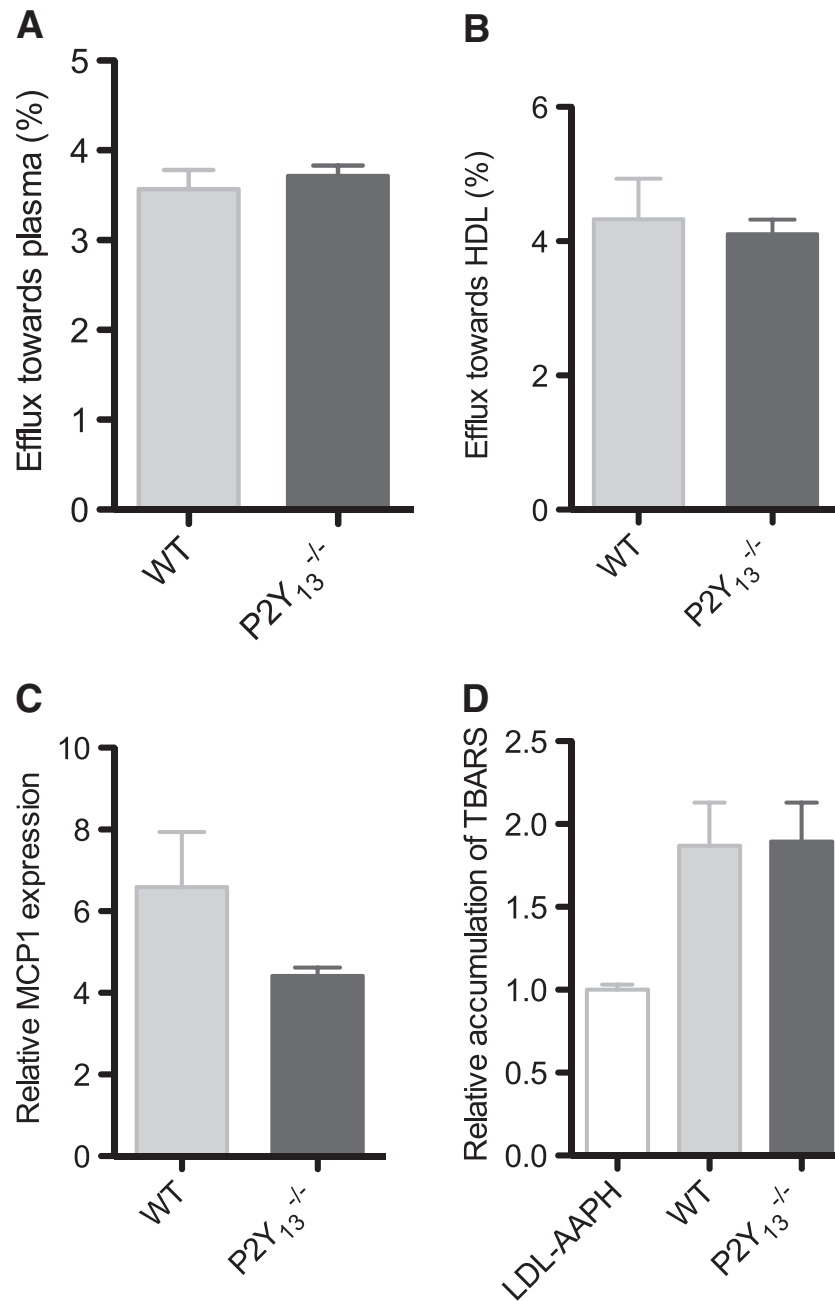 A
Efflux towards plasma (%)
5
4
3
2
1
0
WT
P2Y13 -/-
B
Efflux towards HDL (%)
6
4
2
0
WT
P2Y13 -/-
C
Relative MCP1 expression
10
8
6
4
2
0
WT
P2Y13 -/-
D
Relative accumulation of TBARS
2.5
2.0
1.5
1.0
0.5
0.0
LDL-AAPH
WT
P2Y13 -/-